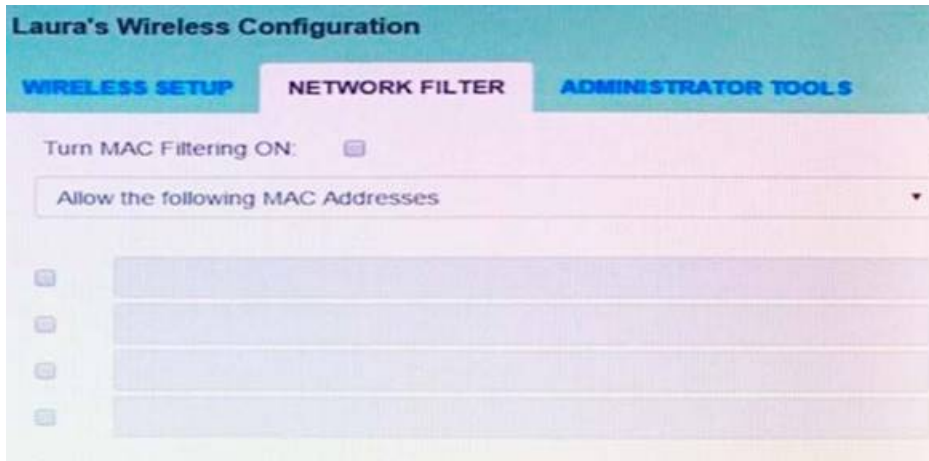 Laura's Wireless Configuration
WIRELESS SETUP NETWORK FILTER ADMINISTRATOR TOOLS
Turn MAC Filtering ON:
Allow the following MAC Addresses